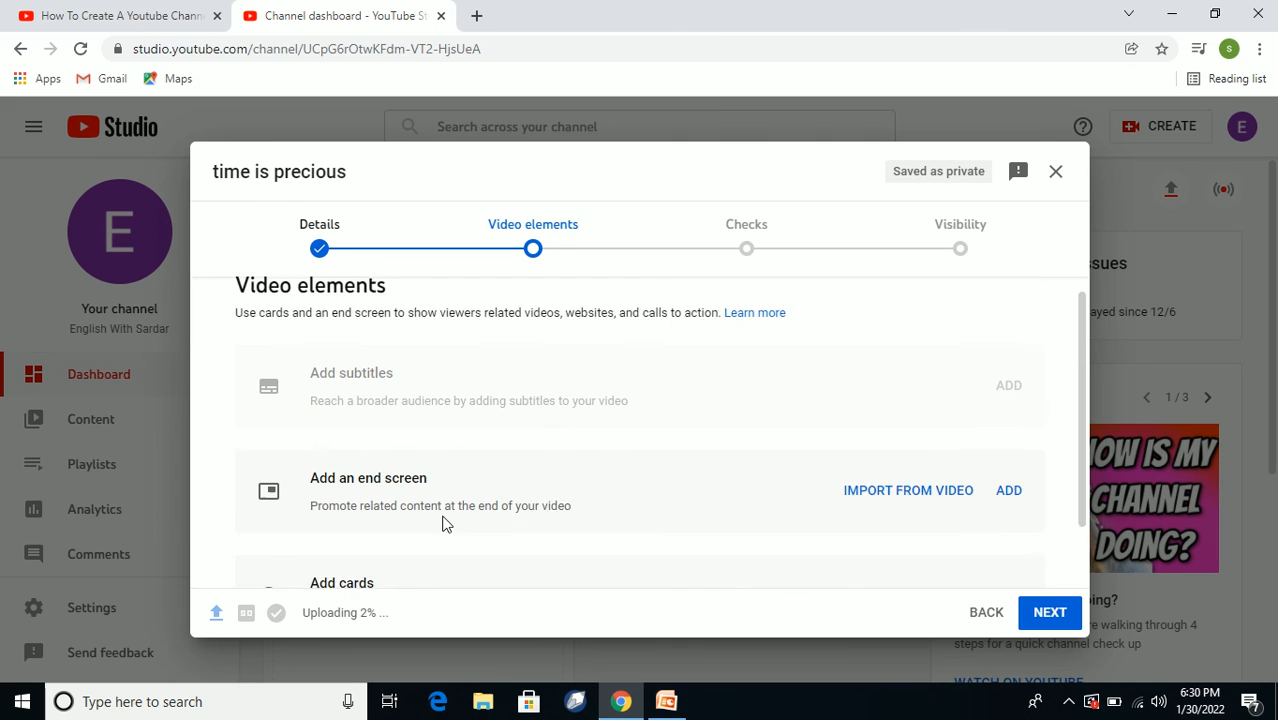 How To Create A Youtube Chann
Channel dashboard - YouTube St
studio.youtube.com/channel/UCpG6rOtwKFdm-VT2-HjsUeA
S
Apps
Gmail
Maps
Reading list
Studio
Search across your channel
CREATE
E
time is precious
Saved as private
Details
Video elements
Checks
Visibility
E
Your channel
English With Sardar
Dashboard
Content
Playlists
Analytics
Comments
Settings
Send feedback
Video elements
Use cards and an end screen to show viewers related videos, websites, and calls to action. Learn more
Add subtitles
Reach a broader audience by adding subtitles to your video
ADD
Add an end screen
Promote related content at the end of your video
IMPORT FROM VIDEO
ADD
Add cards
Uploading 2% ...
BACK
NEXT
ssues
ayed since 12/6
1 / 3
HOW IS MY
CHANNEL
DOING?
ing?
re walking through 4
steps for a quick channel check up
WATCH ON YOUTUBE
Type here to search
6:30 PM
1/30/2022
7